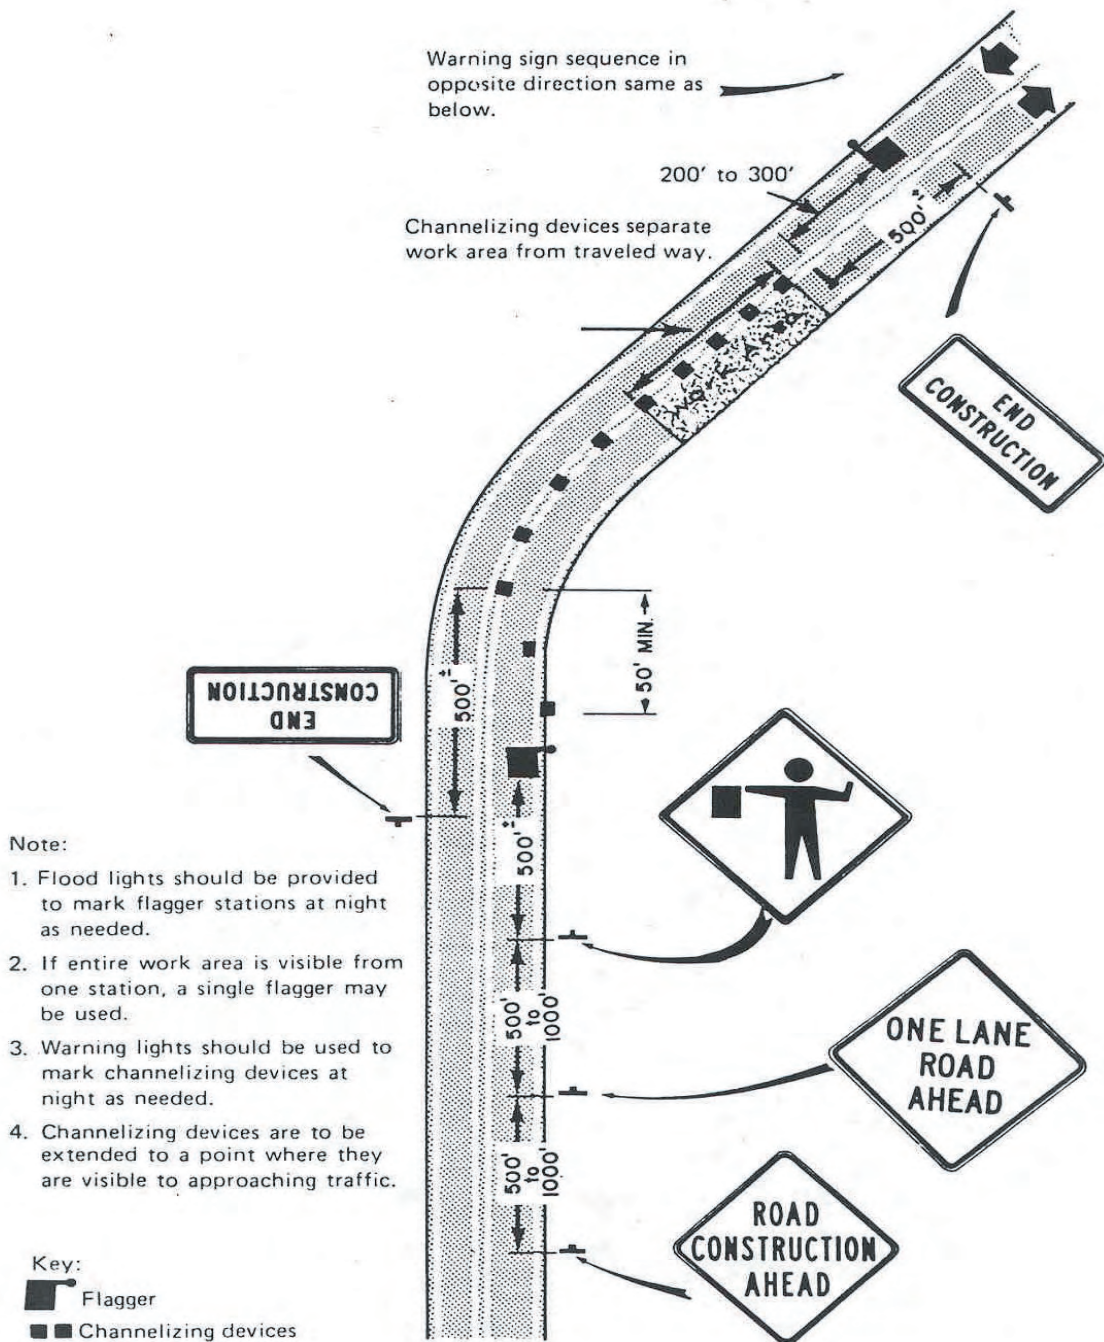 Warning sign sequence in
opposite direction same as
below.
200' to 300'
Channelizing devices separate
work area from traveled way.
500'±
Work Area
END
CONSTRUCTION
50' MIN.
500'±
END
CONSTRUCTION
500'±
Note:
1. Flood lights should be provided
to mark flagger stations at night
as needed.
2. If entire work area is visible from
one station, a single flagger may
be used.
3. Warning lights should be used to
mark channelizing devices at
night as needed.
4. Channelizing devices are to be
extended to a point where they
are visible to approaching traffic.
500'
to
1000'
ONE LANE
ROAD
AHEAD
500'
to
1000'
ROAD
CONSTRUCTION
AHEAD
Key:
Flagger
Channelizing devices